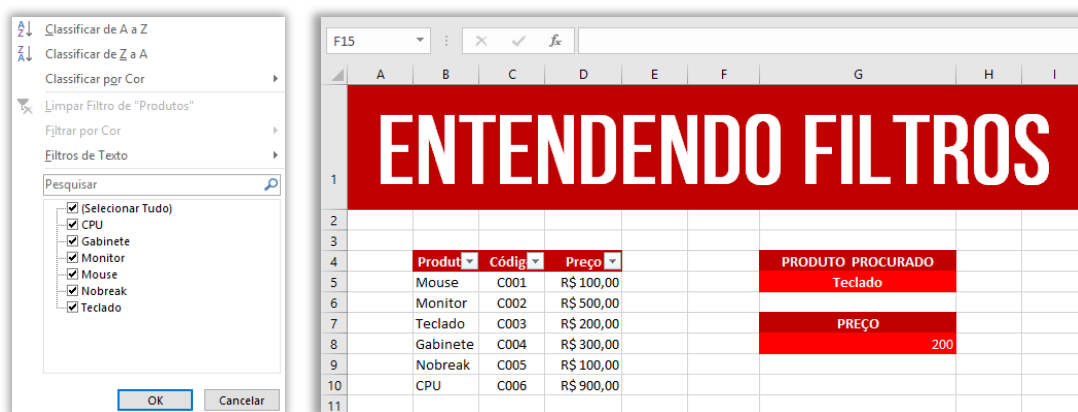 Classificar de A a Z
Classificar de Z a A
Classificar por Cor
Limpar Filtro de "Produtos"
Filtrar por Cor
Filtros de Texto
Pesquisar
(Selecionar Tudo)
CPU
Gabinete
Monitor
Mouse
Nobreak
Teclado
OK Cancelar
F15 fx
A B C D E F G H I
1 ENTENDENDO FILTROS
2
3
4 Produt Códig Preço PRODUTO PROCURADO
5 Mouse C001 R$ 100,00 Teclado
6 Monitor C002 R$ 500,00
7 Teclado C003 R$ 200,00 PREÇO
8 Gabinete C004 R$ 300,00 200
9 Nobreak C005 R$ 100,00
10 CPU C006 R$ 900,00
11